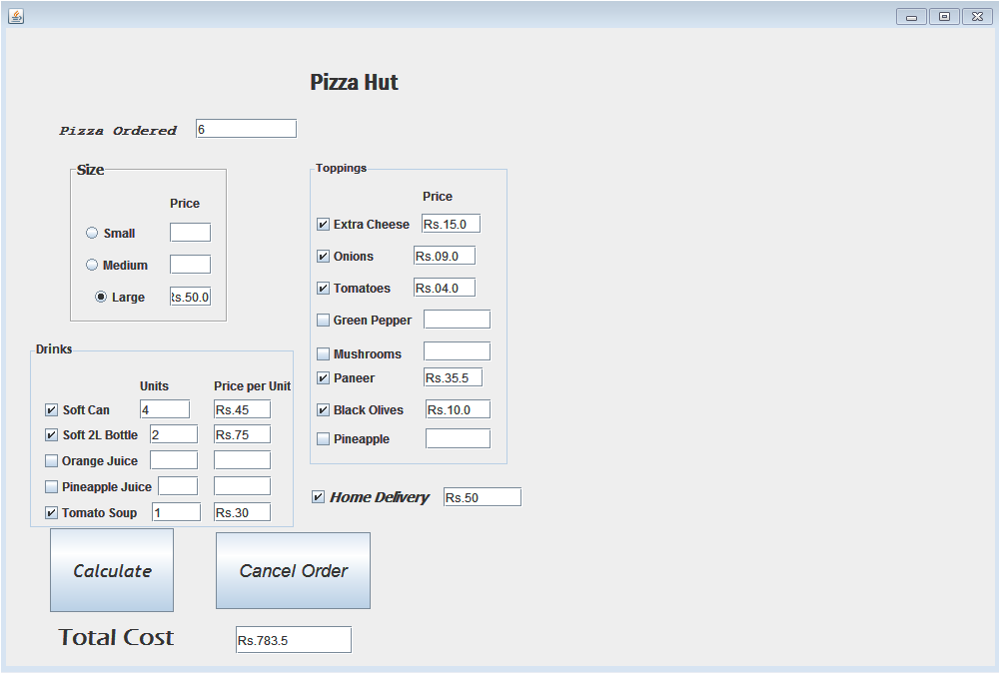 Pizza Hut
Pizza Ordered 6
Size
Price
Small
Medium
Large Rs.50.0
Toppings
Price
Extra Cheese Rs.15.0
Onions Rs.09.0
Tomatoes Rs.04.0
Green Pepper
Mushrooms
Paneer Rs.35.5
Black Olives Rs.10.0
Pineapple
Drinks
Units Price per Unit
Soft Can 4 Rs.45
Soft 2L Bottle 2 Rs.75
Orange Juice
Pineapple Juice
Tomato Soup 1 Rs.30
Home Delivery Rs.50
Calculate Cancel Order
Total Cost Rs.783.5